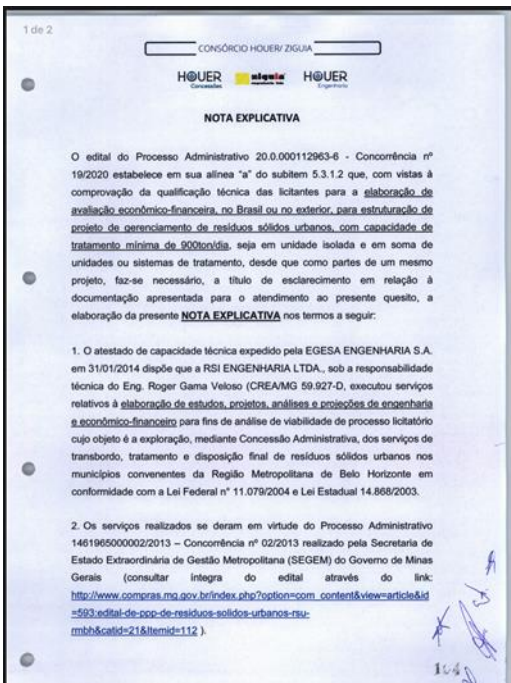 1 de 2
CONSÓRCIO HOUER/ ZIGUIA
HOUER ziguia HOUER
Concessões Engenharia
NOTA EXPLICATIVA
O edital do Processo Administrativo 20.0.000112963-6 - Concorrência nº
19/2020 estabelece em sua alínea "a" do subitem 5.3.1.2 que, com vistas à
comprovação da qualificação técnica das licitantes para a elaboração de
avaliação econômico-financeira, no Brasil ou no exterior, para estruturação de
projeto de gerenciamento de resíduos sólidos urbanos, com capacidade de
tratamento mínima de 900ton/dia, seja em unidade isolada e em soma de
unidades ou sistemas de tratamento, desde que como partes de um mesmo
projeto, faz-se necessário, a título de esclarecimento em relação à
documentação apresentada para o atendimento ao presente quesito, a
elaboração da presente NOTA EXPLICATIVA nos termos a seguir:
1. O atestado de capacidade técnica expedido pela EGESA ENGENHARIA S.A.
em 31/01/2014 dispõe que a RSI ENGENHARIA LTDA., sob a responsabilidade
técnica do Eng. Roger Gama Veloso (CREA/MG 59.927-D, executou serviços
relativos à elaboração de estudos, projetos, análises e projeções de engenharia
e econômico-financeiro para fins de análise de viabilidade de processo licitatório
cujo objeto é a exploração, mediante Concessão Administrativa, dos serviços de
transbordo, tratamento e disposição final de resíduos sólidos urbanos nos
municípios convenentes da Região Metropolitana de Belo Horizonte em
conformidade com a Lei Federal n° 11.079/2004 e Lei Estadual 14.868/2003.
2. Os serviços realizados se deram em virtude do Processo Administrativo
1461965000002/2013 – Concorrência nº 02/2013 realizado pela Secretaria de
Estado Extraordinária de Gestão Metropolitana (SEGEM) do Governo de Minas
Gerais (consultar íntegra do edital através do link:
http://www.compras.mg.gov.br/index.php?option=com_content&view=article&id
=593:edital-de-ppp-de-residuos-solidos-urbanos-rsu-
rmbh&catid=21&Itemid=112 ).